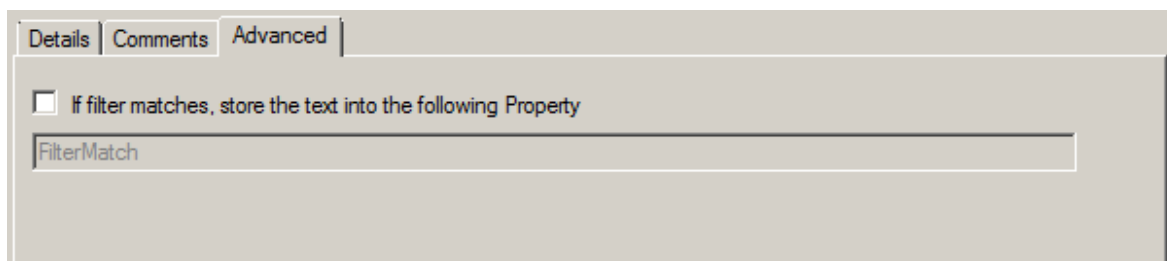 Details Comments Advanced
If filter matches, store the text into the following Property
FilterMatch